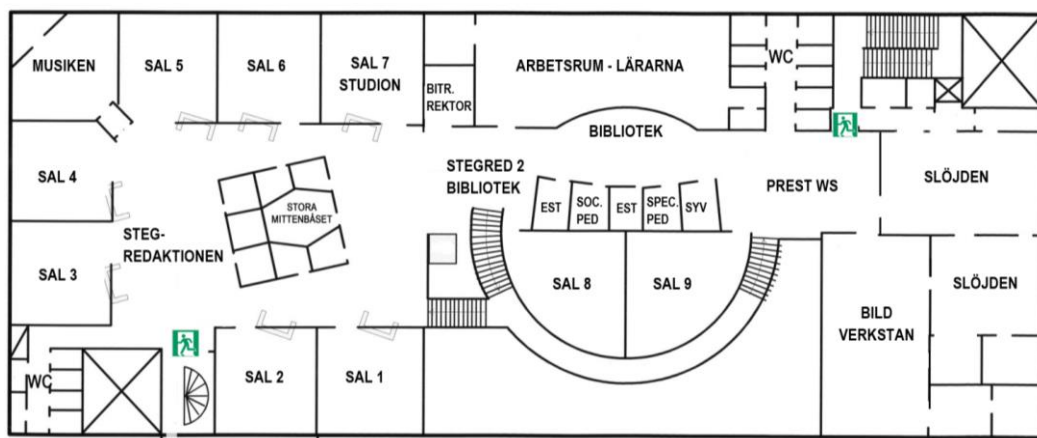 MUSIKEN
SAL 5
SAL 6
SAL 7
STUDION
BITR.
REKTOR
ARBETSRUM - LÄRARNA
WC
BIBLIOTEK
SAL 4
STEGRED 2
BIBLIOTEK
PREST WS
SLÖJDEN
STORA
MITTENBÅSET
EST
SOC.
PED
EST
SPEC.
PED
SYV
STEG-
REDAKTIONEN
SAL 3
SAL 8
SAL 9
SLÖJDEN
BILD
VERKSTAN
WC
SAL 2
SAL 1